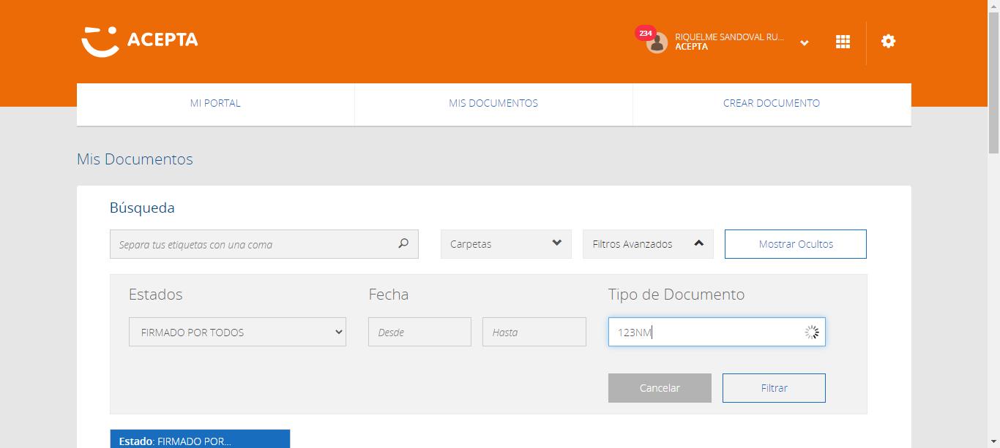 ACEPTA
234
RIQUELME SANDOVAL RU...
ACEPTA
MI PORTAL
MIS DOCUMENTOS
CREAR DOCUMENTO
Mis Documentos
Búsqueda
Separa tus etiquetas con una coma
Carpetas
Filtros Avanzados
Mostrar Ocultos
Estados
Fecha
Tipo de Documento
FIRMADO POR TODOS
Desde
Hasta
123NM
Cancelar
Filtrar
Estado: FIRMADO POR...